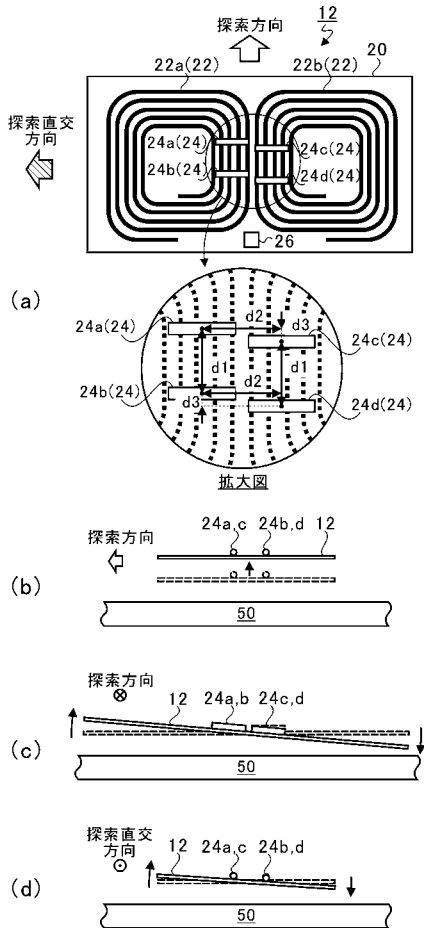 探索方向
12
22a(22)
22b(22)
20
探索直交
方向
24a(24)
24b(24)
24c(24)
24d(24)
26
(a)
24a(24)
d2
d3
24c(24)
d1
d1
24b(24)
d2
d3
24d(24)
拡大図
探索方向
24a,c
24b,d
12
(b)
50
探索方向
12
24a,b
24c,d
(c)
50
探索直交
方向
12
24a,c
24b,d
(d)
50